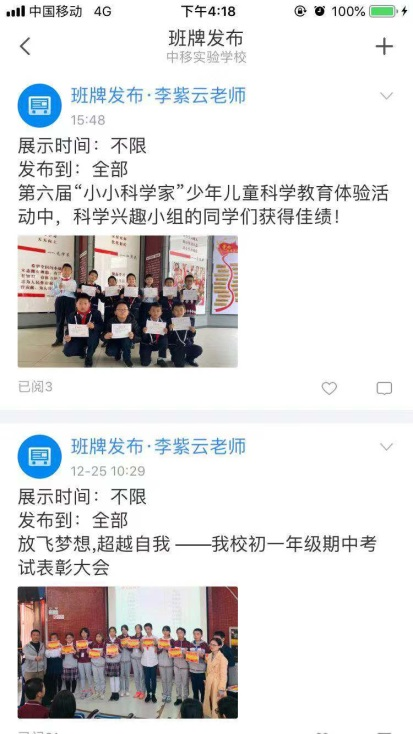 中国移动 4G 下午4:18 100%
班牌发布
中移实验学校
班牌发布·李紫云老师
15:48
展示时间：不限
发布到：全部
第六届“小小科学家”少年儿童科学教育体验活
动中，科学兴趣小组的同学们获得佳绩！
已阅3
班牌发布·李紫云老师
12-25 10:29
展示时间：不限
发布到：全部
放飞梦想,超越自我 ——我校初一年级期中考
试表彰大会